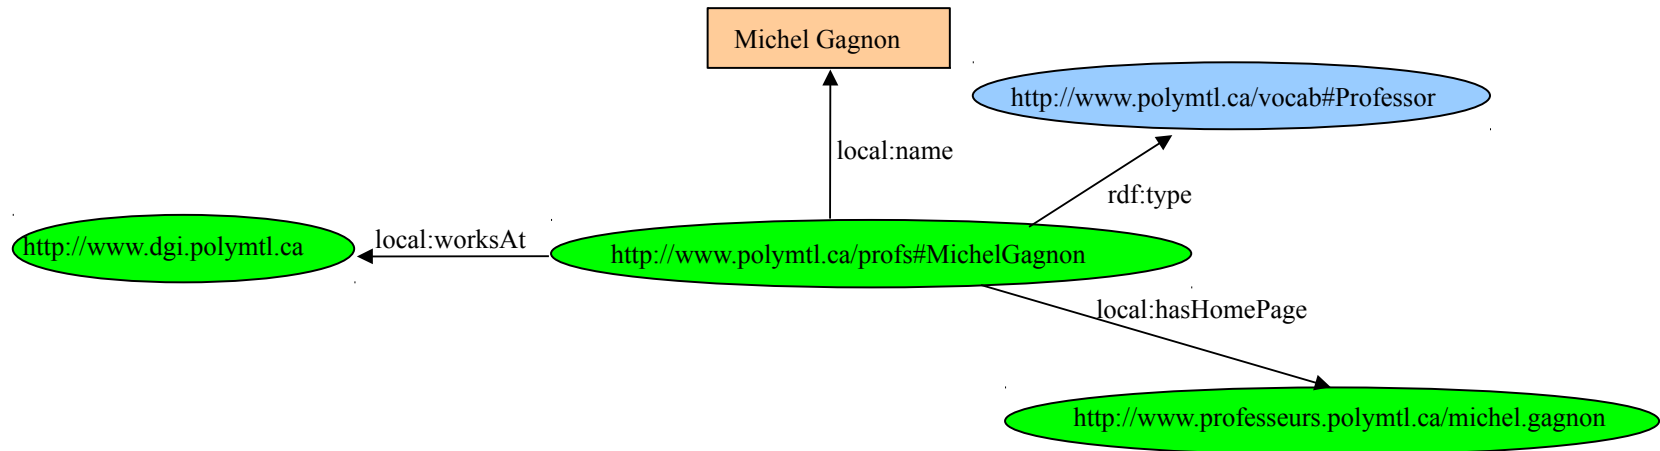 Michel Gagnon
http://www.polymtl.ca/vocab#Professor
local:name
rdf:type
http://www.dgi.polymtl.ca
local:worksAt
http://www.polymtl.ca/profs#MichelGagnon
local:hasHomePage
http://www.professeurs.polymtl.ca/michel.gagnon